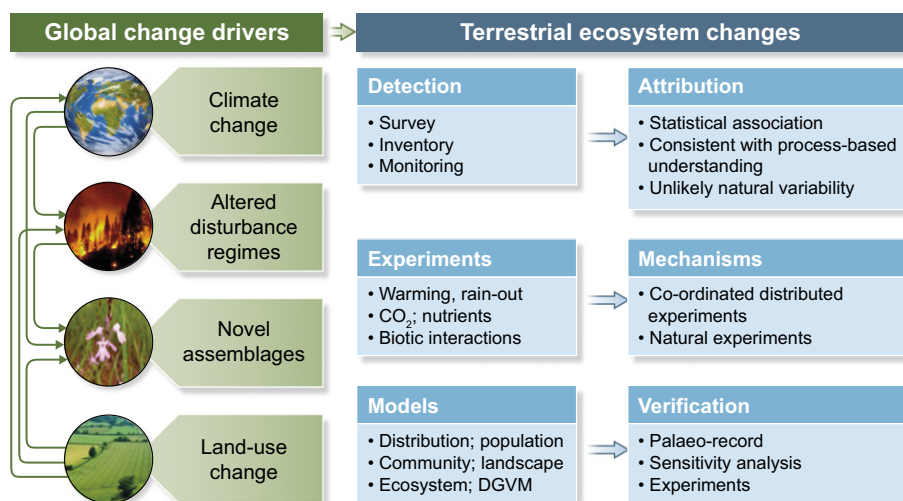 Global change drivers
Terrestrial ecosystem changes
Climate
change
Altered
disturbance
regimes
Novel
assemblages
Land-use
change
Detection
• Survey
• Inventory
• Monitoring
Attribution
• Statistical association
• Consistent with process-based
understanding
• Unlikely natural variability
Experiments
• Warming, rain-out
• CO₂; nutrients
• Biotic interactions
Mechanisms
• Co-ordinated distributed
experiments
• Natural experiments
Models
• Distribution; population
• Community; landscape
• Ecosystem; DGVM
Verification
• Palaeo-record
• Sensitivity analysis
• Experiments